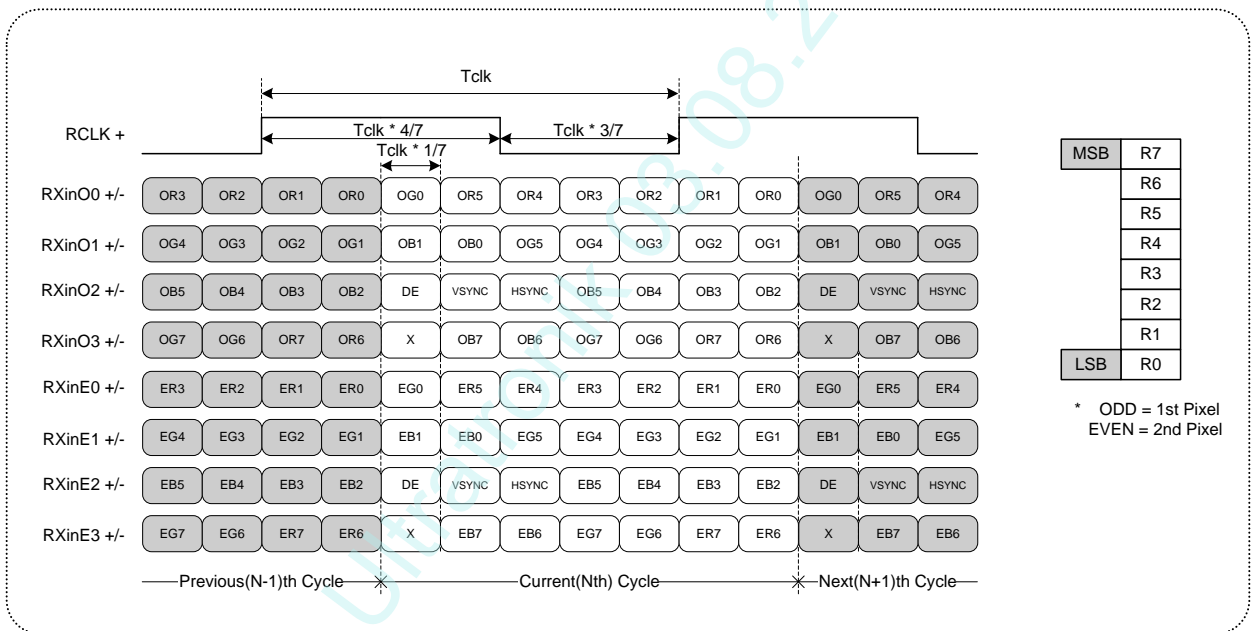 Tclk
RCLK +
Tclk * 4/7
Tclk * 3/7
Tclk * 1/7
RXinO0 +/- OR3 OR2 OR1 OR0 OG0 OR5 OR4 OR3 OR2 OR1 OR0 OG0 OR5 OR4
RXinO1 +/- OG4 OG3 OG2 OG1 OB1 OB0 OG5 OG4 OG3 OG2 OG1 OB1 OB0 OG5
RXinO2 +/- OB5 OB4 OB3 OB2 DE VSYNC HSYNC OB5 OB4 OB3 OB2 DE VSYNC HSYNC
RXinO3 +/- OG7 OG6 OR7 OR6 X OB7 OB6 OG7 OG6 OR7 OR6 X OB7 OB6
RXinE0 +/- ER3 ER2 ER1 ER0 EG0 ER5 ER4 ER3 ER2 ER1 ER0 EG0 ER5 ER4
RXinE1 +/- EG4 EG3 EG2 EG1 EB1 EB0 EG5 EG4 EG3 EG2 EG1 EB1 EB0 EG5
RXinE2 +/- EB5 EB4 EB3 EB2 DE VSYNC HSYNC EB5 EB4 EB3 EB2 DE VSYNC HSYNC
RXinE3 +/- EG7 EG6 ER7 ER6 X EB7 EB6 EG7 EG6 ER7 ER6 X EB7 EB6
Previous(N-1)th Cycle Current(Nth) Cycle Next(N+1)th Cycle
MSB R7
R6
R5
R4
R3
R2
R1
LSB R0
* ODD = 1st Pixel
EVEN = 2nd Pixel
Ultratronik 03.08.2